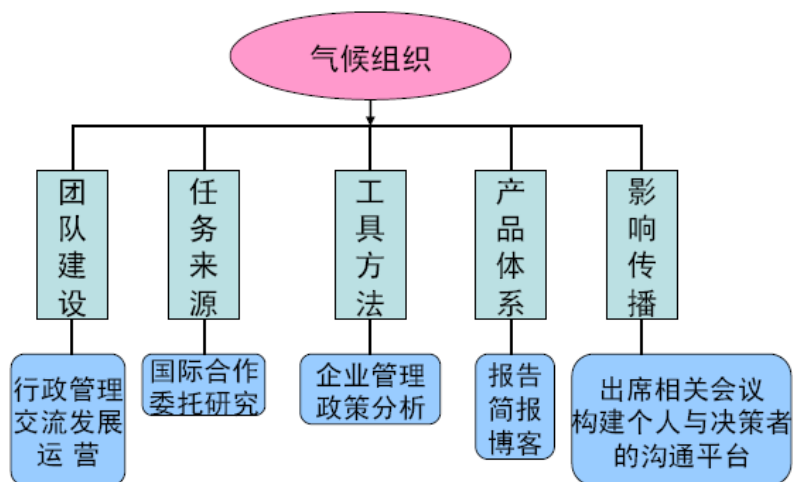 气候组织
团队建设
任务来源
工具方法
产品体系
影响传播
行政管理
交流发展
运 营
国际合作
委托研究
企业管理
政策分析
报告
简报
博客
出席相关会议
构建个人与决策者
的沟通平台